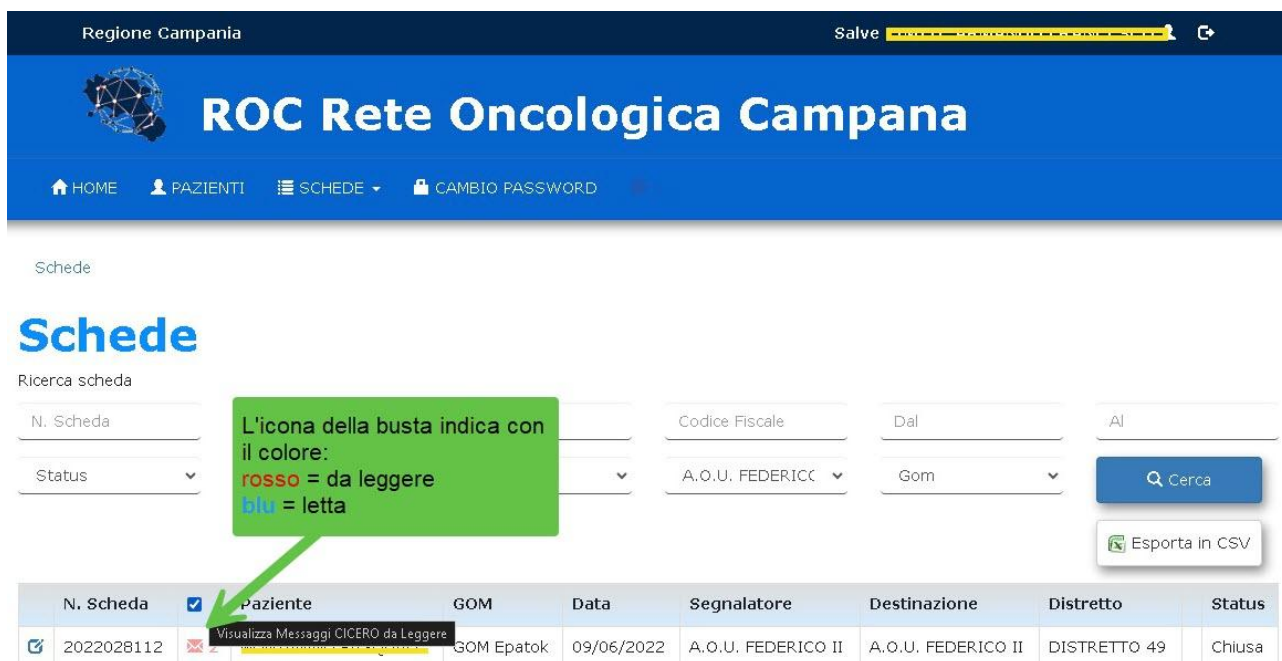 Regione Campania
Salve
ROC Rete Oncologica Campana
HOME PAZIENTI SCHEDE CAMBIO PASSWORD
Schede
Schede
Ricerca scheda
N. Scheda Codice Fiscale Dal Al
L'icona della busta indica con
il colore:
rosso = da leggere
blu = letta
Status A.O.U. FEDERICC Gom Cerca
Esporta in CSV
N. Scheda Paziente GOM Data Segnalatore Destinazione Distretto Status
Visualizza Messaggi CICERO da Leggere
2022028112 2 GOM Epatok 09/06/2022 A.O.U. FEDERICO II A.O.U. FEDERICO II DISTRETTO 49 Chiusa